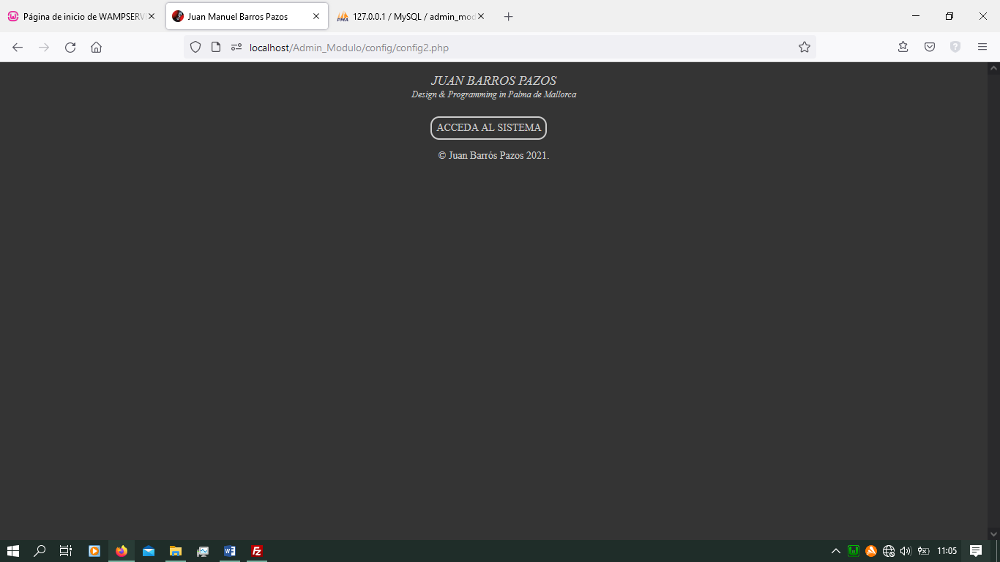 Página de inicio de WAMPSERV
Juan Manuel Barros Pazos
127.0.0.1 / MySQL / admin_mod
localhost/Admin_Modulo/config/config2.php
JUAN BARROS PAZOS
Design & Programming in Palma de Mallorca
ACCEDA AL SISTEMA
© Juan Barrós Pazos 2021.
11:05